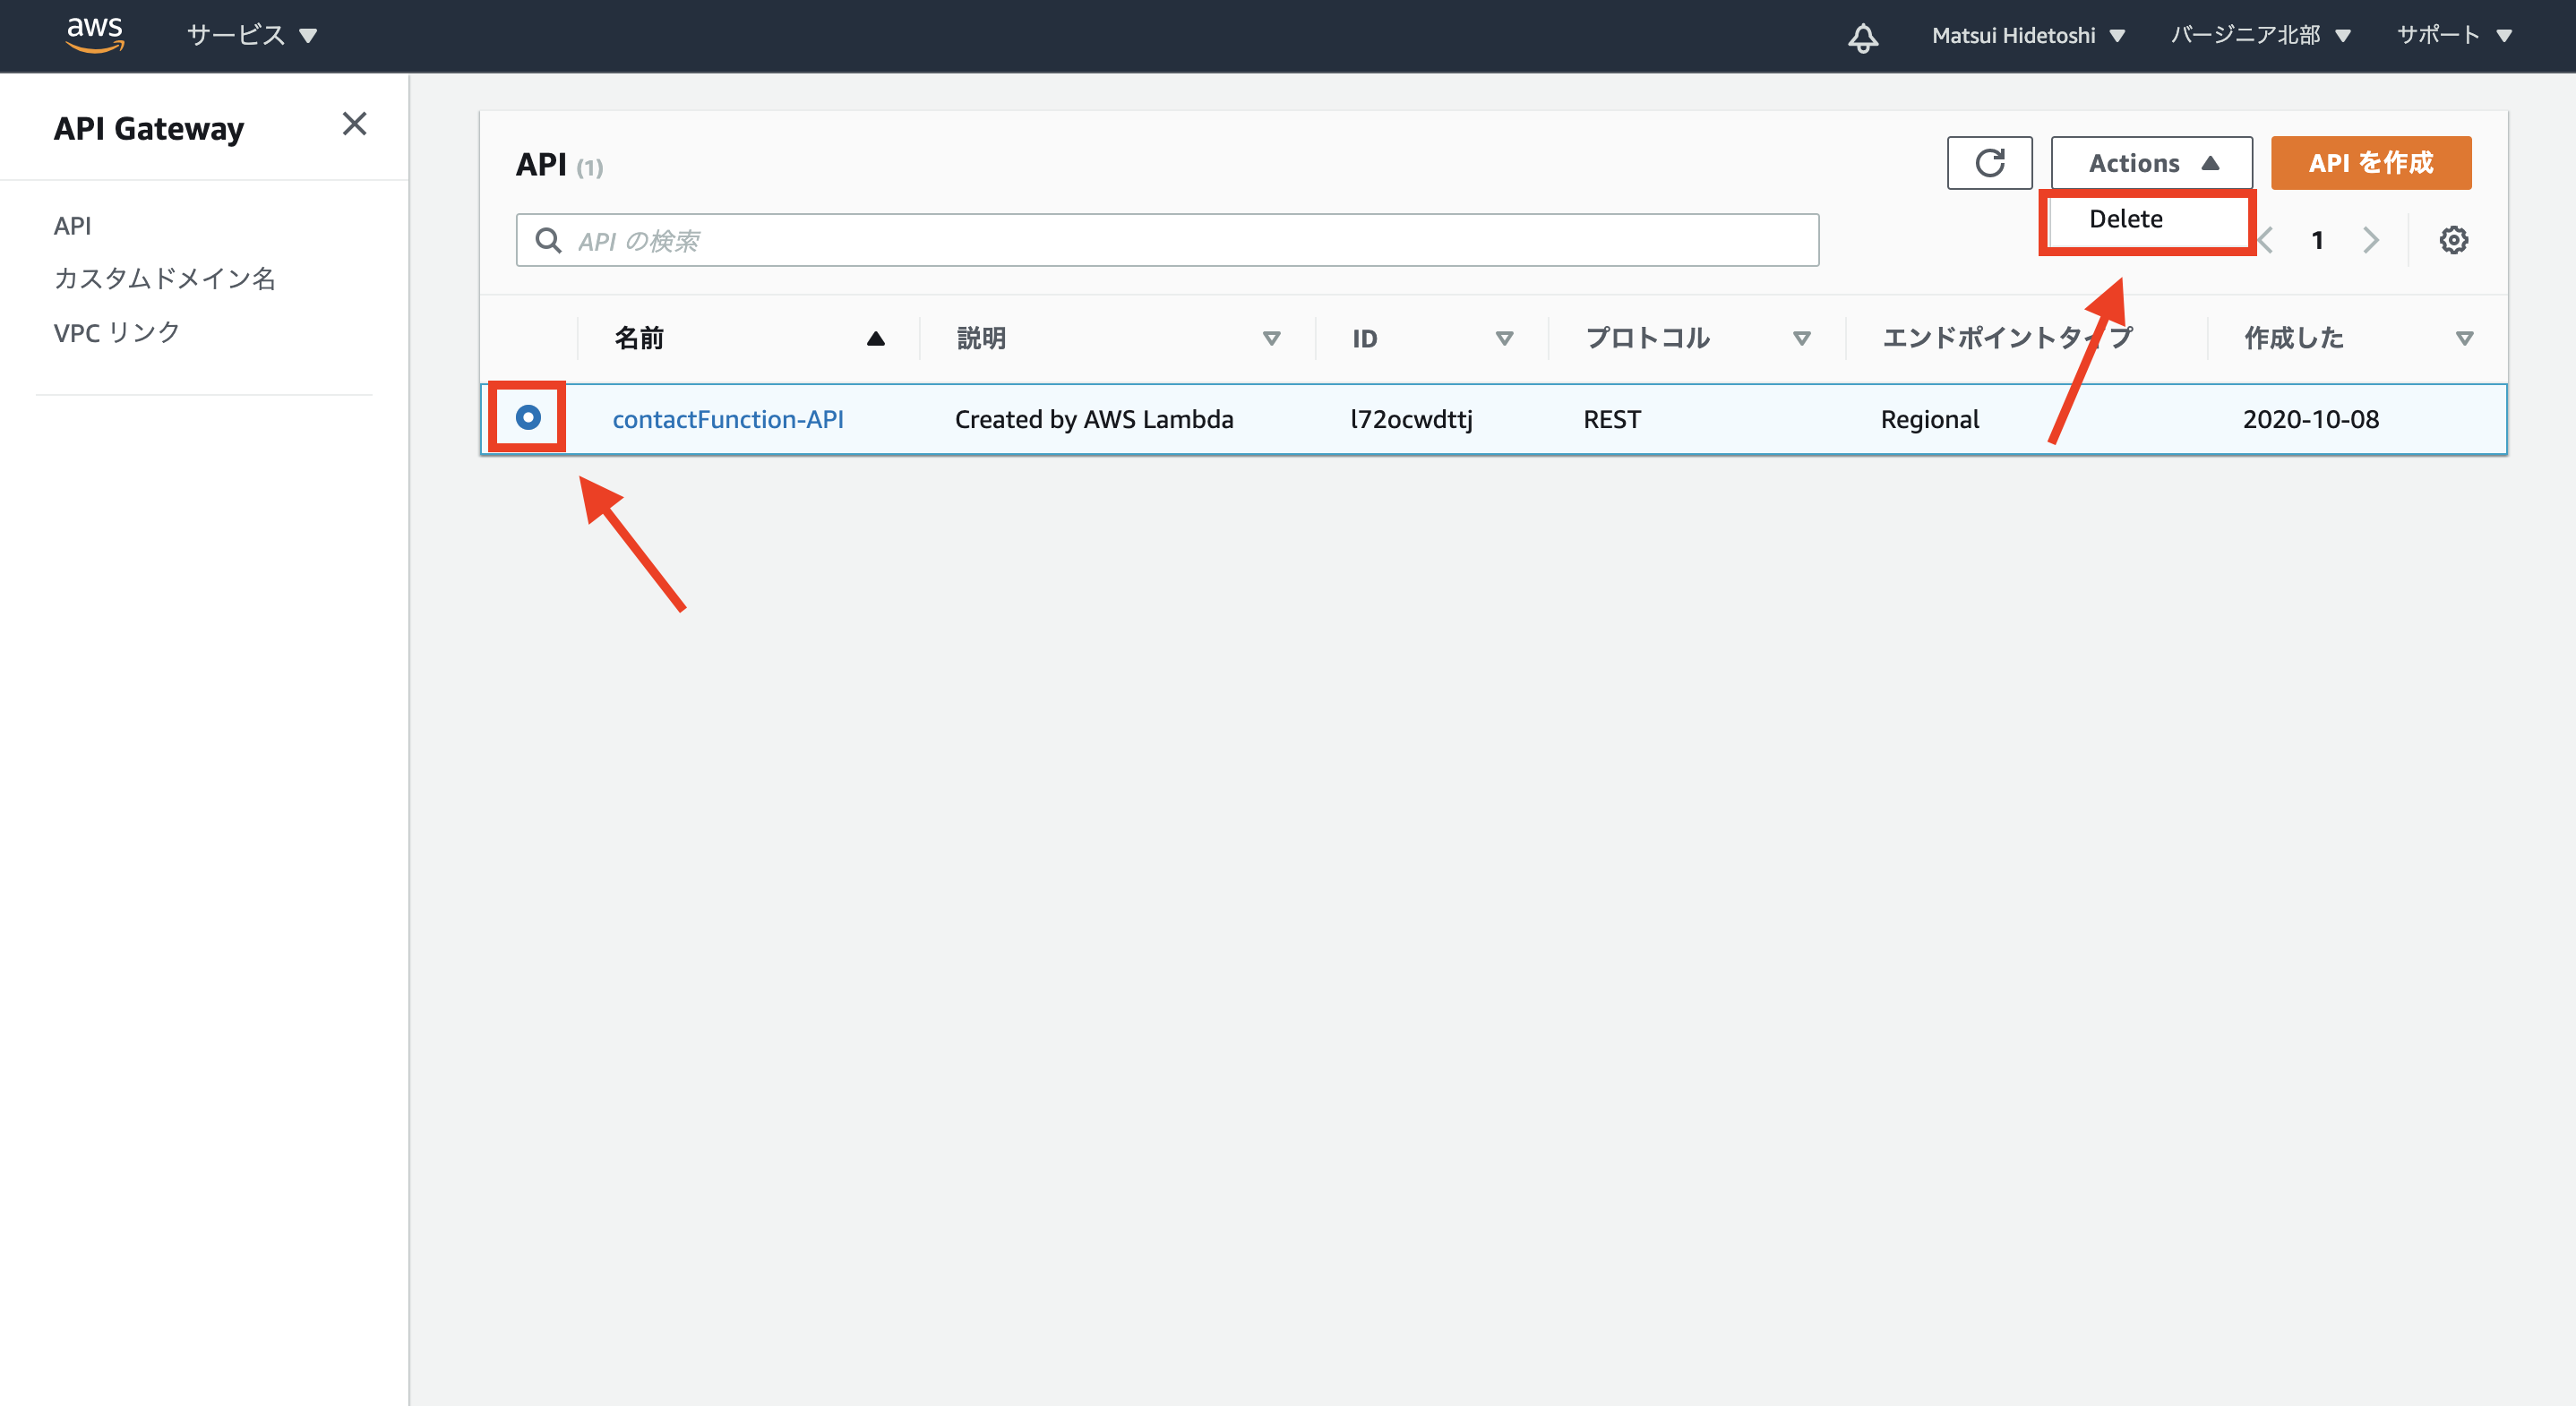 aws サービス Matsui Hidetoshi バージニア北部 サポート
API Gateway
API
カスタムドメイン名
VPC リンク
API (1) Actions API を作成
Delete
API の検索 1
名前 説明 ID プロトコル エンドポイントタイプ 作成した
contactFunction-API Created by AWS Lambda l72ocwdttj REST Regional 2020-10-08